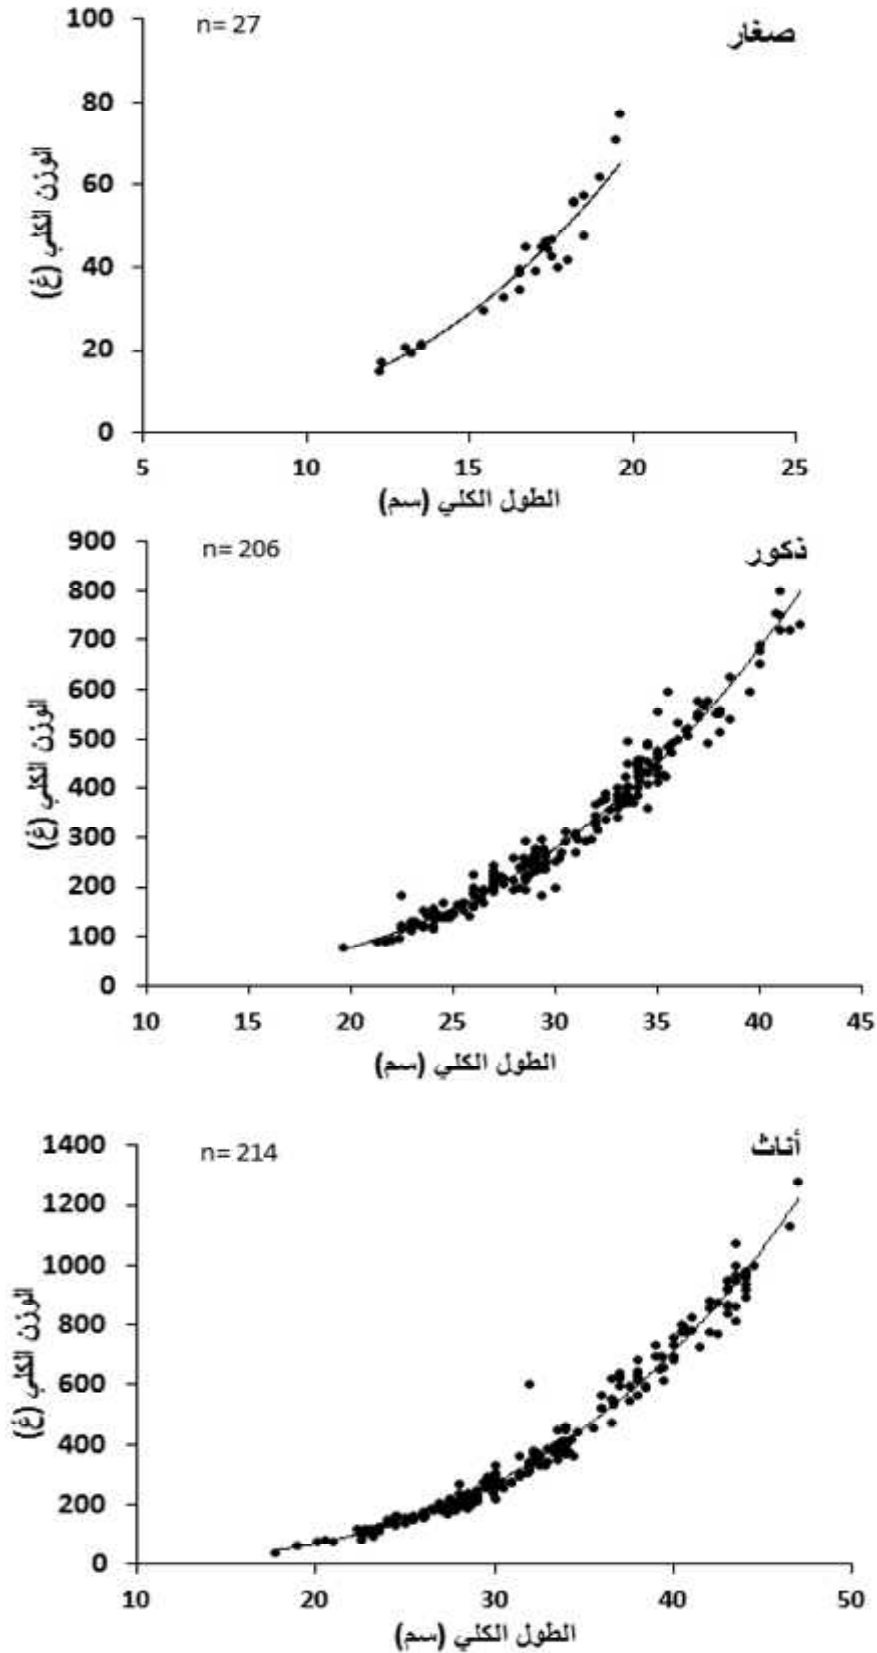 صغار
n= 27
الوزن الكلي (غ)
100
80
60
40
20
0
5 10 15 20 25
الطول الكلي (سم)
ذكور
n= 206
الوزن الكلي (غ)
900
800
700
600
500
400
300
200
100
0
10 15 20 25 30 35 40 45
الطول الكلي (سم)
أناث
n= 214
الوزن الكلي (غ)
1400
1200
1000
800
600
400
200
0
10 20 30 40 50
الطول الكلي (سم)